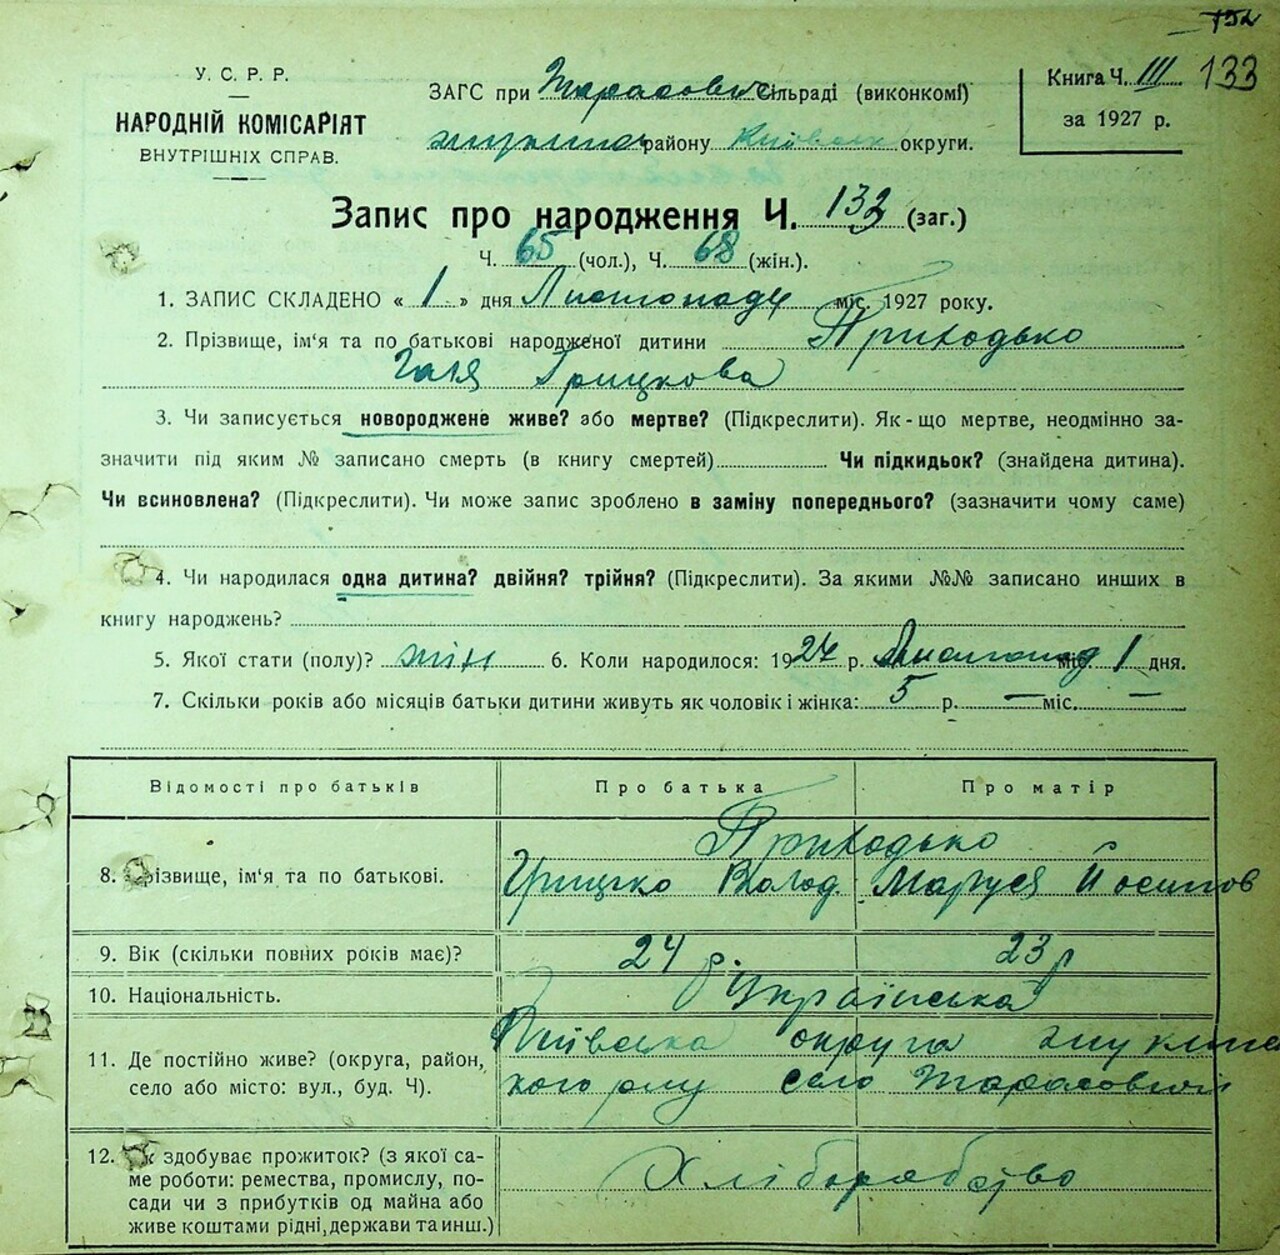 132
У. С. Р. Р.
НАРОДНІЙ КОМІСАРІЯТ
ВНУТРІШНІХ СПРАВ.
ЗАГС при Тарасовис Сільраді (виконкомі)
району Київськ округи.
Книга Ч. III 133
за 1927 р.
Запис про народження Ч. 132 (заг.)
Ч. 65 (чол.), Ч. 68 (жін.).
1. ЗАПИС СКЛАДЕНО « 1 » дня Листопаду міс. 1927 року.
2. Прізвище, ім'я та по батькові народженої дитини Приходько
Галя Грицкова
3. Чи записується новороджене живе? або мертве? (Підкреслити). Як-що мертве, неодмінно за-
значити під яким № записано смерть (в книгу смертей) Чи підкидьок? (знайдена дитина).
Чи всиновлена? (Підкреслити). Чи може запис зроблено в заміну попереднього? (зазначити чому саме)
4. Чи народилася одна дитина? двійня? трійня? (Підкреслити). За якими №№ записано инших в
книгу народжень?
5. Якої стати (полу)? жін 6. Коли народилося: 1927 р. Листопад міс 1 дня.
7. Скільки років або місяців батьки дитини живуть як чоловік і жінка: 5 р. — міс. —
Відомості про батьків Про батька Про матір
Приходько
8. Прізвище, ім'я та по батькові. Грицько Волод. Маруся Йосипов
9. Вік (скільки повних років має)? 24 р. 23 р
10. Національність. Українська
11. Де постійно живе? (округа, район, Київська округа
село або місто: вул., буд. Ч). кого рну село
12. Як здобуває прожиток? (з якої са-
ме роботи: ремества, промислу, по- Хліборобство
сади чи з прибутків од майна або
живе коштами рідні, держави та инш.)